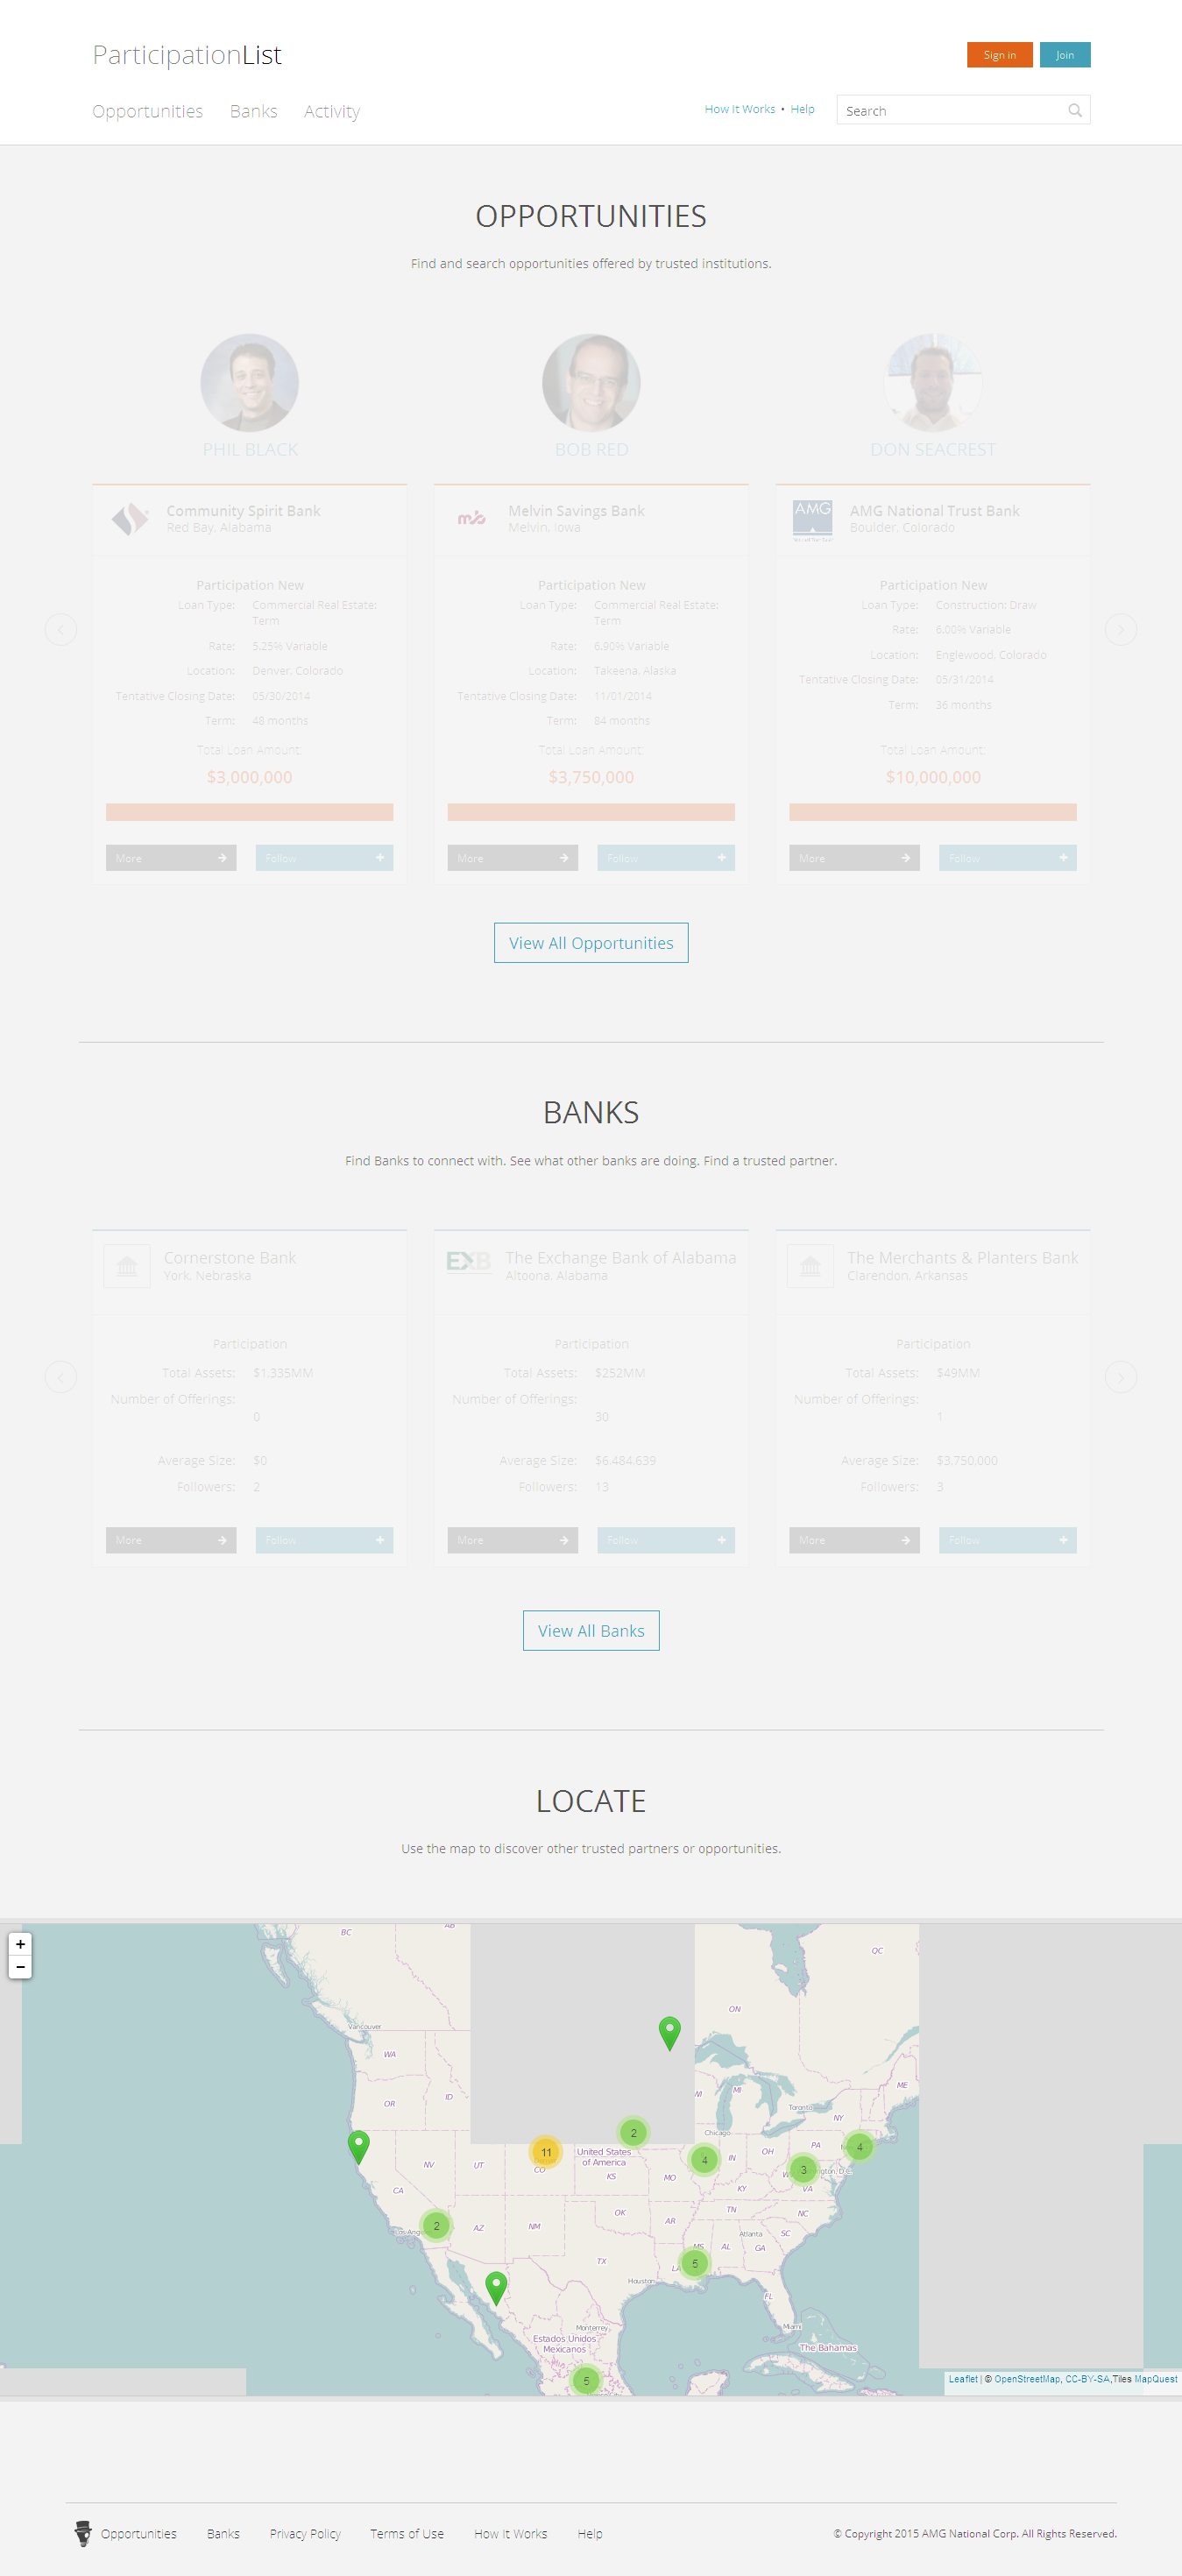 ParticipationList
Sign in
Join
Opportunities
Banks
Activity
How It Works • Help
Search
OPPORTUNITIES
Find and search opportunities offered by trusted institutions.
PHIL BLACK
Community Spirit Bank
Red Bay, Alabama
Participation New
Loan Type: Commercial Real Estate:
Term
Rate: 5.25% Variable
Location: Denver, Colorado
Tentative Closing Date: 05/30/2014
Term: 48 months
Total Loan Amount:
$3,000,000
More
Follow
BOB RED
msb
Melvin Savings Bank
Melvin, Iowa
Participation New
Loan Type: Commercial Real Estate:
Term
Rate: 6.90% Variable
Location: Takeena, Alaska
Tentative Closing Date: 11/01/2014
Term: 84 months
Total Loan Amount:
$3,750,000
More
Follow
DON SEACREST
AMG
AMG National Trust Bank
Boulder, Colorado
Participation New
Loan Type: Construction: Draw
Rate: 6.00% Variable
Location: Englewood, Colorado
Tentative Closing Date: 05/31/2014
Term: 36 months
Total Loan Amount:
$10,000,000
More
Follow
View All Opportunities
BANKS
Find Banks to connect with. See what other banks are doing. Find a trusted partner.
Cornerstone Bank
York, Nebraska
Participation
Total Assets: $1,335MM
Number of Offerings:
0
Average Size: $0
Followers: 2
More
Follow
EXB
The Exchange Bank of Alabama
Altoona, Alabama
Participation
Total Assets: $252MM
Number of Offerings:
30
Average Size: $6,484,639
Followers: 13
More
Follow
The Merchants & Planters Bank
Clarendon, Arkansas
Participation
Total Assets: $49MM
Number of Offerings:
1
Average Size: $3,750,000
Followers: 3
More
Follow
View All Banks
LOCATE
Use the map to discover other trusted partners or opportunities.
+
−
BC
AB
QC
ON
Vancouver
WA
OR
ID
WI
MI
ME
Toronto
NY
Chicago
2
11
CO
United States
of America
4
IN
OH
PA
4
NV
UT
KS
MO
KY
3
VA
CA
2
AZ
NM
OK
AR
TN
NC
Atlanta
SC
MS
AL
GA
TX
LA
5
Houston
FL
Monterrey
Miami
Estados Unidos
Mexicanos
The Bahamas
5
Leaflet | © OpenStreetMap, CC-BY-SA,Tiles MapQuest
Opportunities
Banks
Privacy Policy
Terms of Use
How It Works
Help
© Copyright 2015 AMG National Corp. All Rights Reserved.